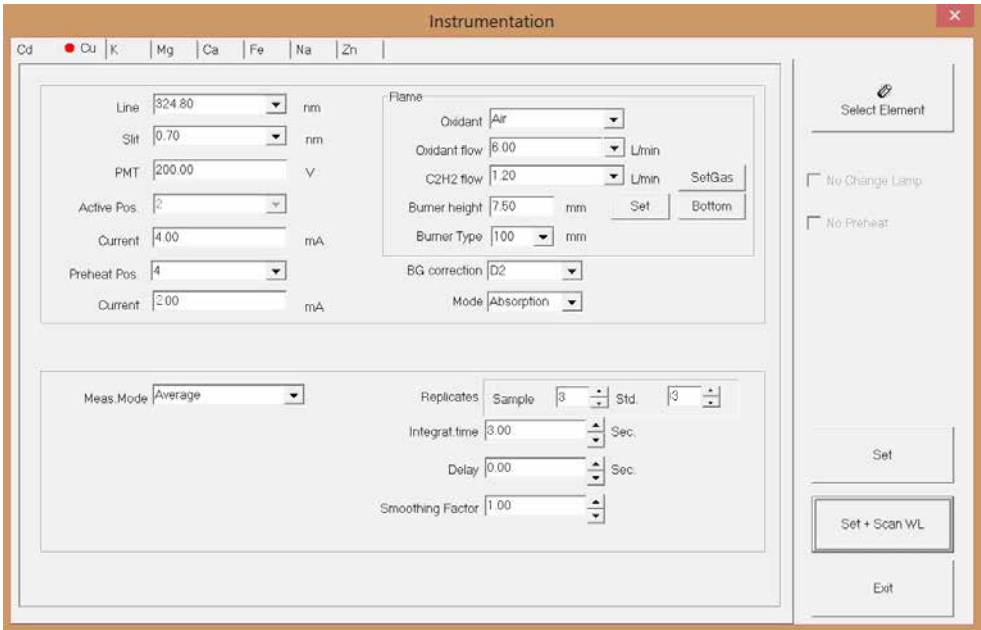 Instrumentation
Cd Cu K Mg Ca Fe Na Zn
Line 324.80 nm
Slit 0.70 nm
PMT 200.00 V
Active Pos. 2
Current 4.00 mA
Preheat Pos. 4
Current 2.00 mA
Flame
Oxidant Air
Oxidant flow 6.00 L/min
C2H2 flow 1.20 L/min SetGas
Burner height 7.50 mm Set Bottom
Burner Type 100 mm
BG correction D2
Mode Absorption
Meas.Mode Average
Replicates Sample 3 Std. 3
Integrat.time 3.00 Sec.
Delay 0.00 Sec.
Smoothing Factor 1.00
Select Element
No Change Lamp
No Preheat
Set
Set + Scan WL
Exit